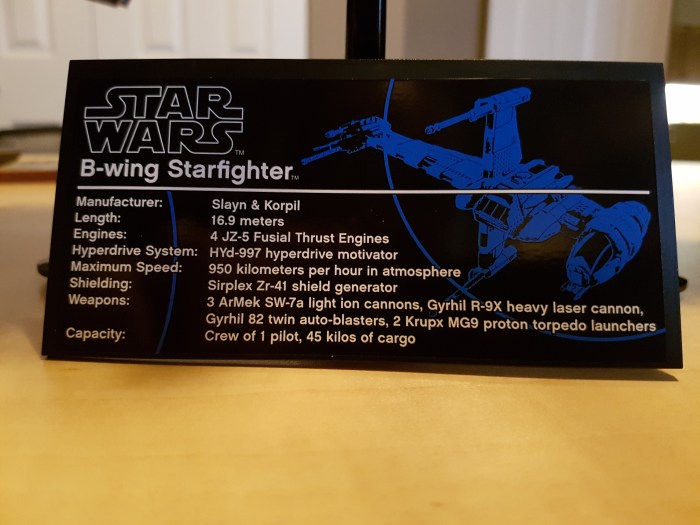 STAR
WARS™
B-wing Starfighter™
Manufacturer: Slayn & Korpil
Length: 16.9 meters
Engines: 4 JZ-5 Fusial Thrust Engines
Hyperdrive System: HYd-997 hyperdrive motivator
Maximum Speed: 950 kilometers per hour in atmosphere
Shielding: Sirplex Zr-41 shield generator
Weapons: 3 ArMek SW-7a light ion cannons, Gyrhil R-9X heavy laser cannon,
Gyrhil 82 twin auto-blasters, 2 Krupx MG9 proton torpedo launchers
Capacity: Crew of 1 pilot, 45 kilos of cargo